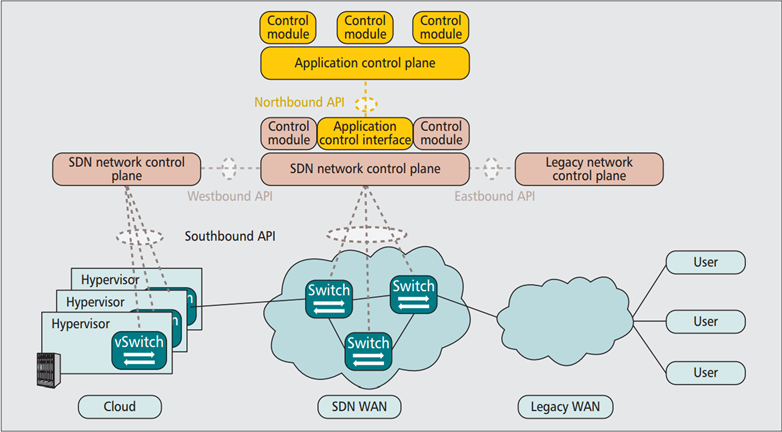 Control
module
Control
module
Control
module
Application control plane
Northbound API
Control
module
Application
control interface
Control
module
SDN network control
plane
SDN network control plane
Legacy network
control plane
Westbound API
Eastbound API
Southbound API
Hypervisor
Hypervisor
Hypervisor
vSwitch
Switch
Switch
Switch
User
User
User
Cloud
SDN WAN
Legacy WAN